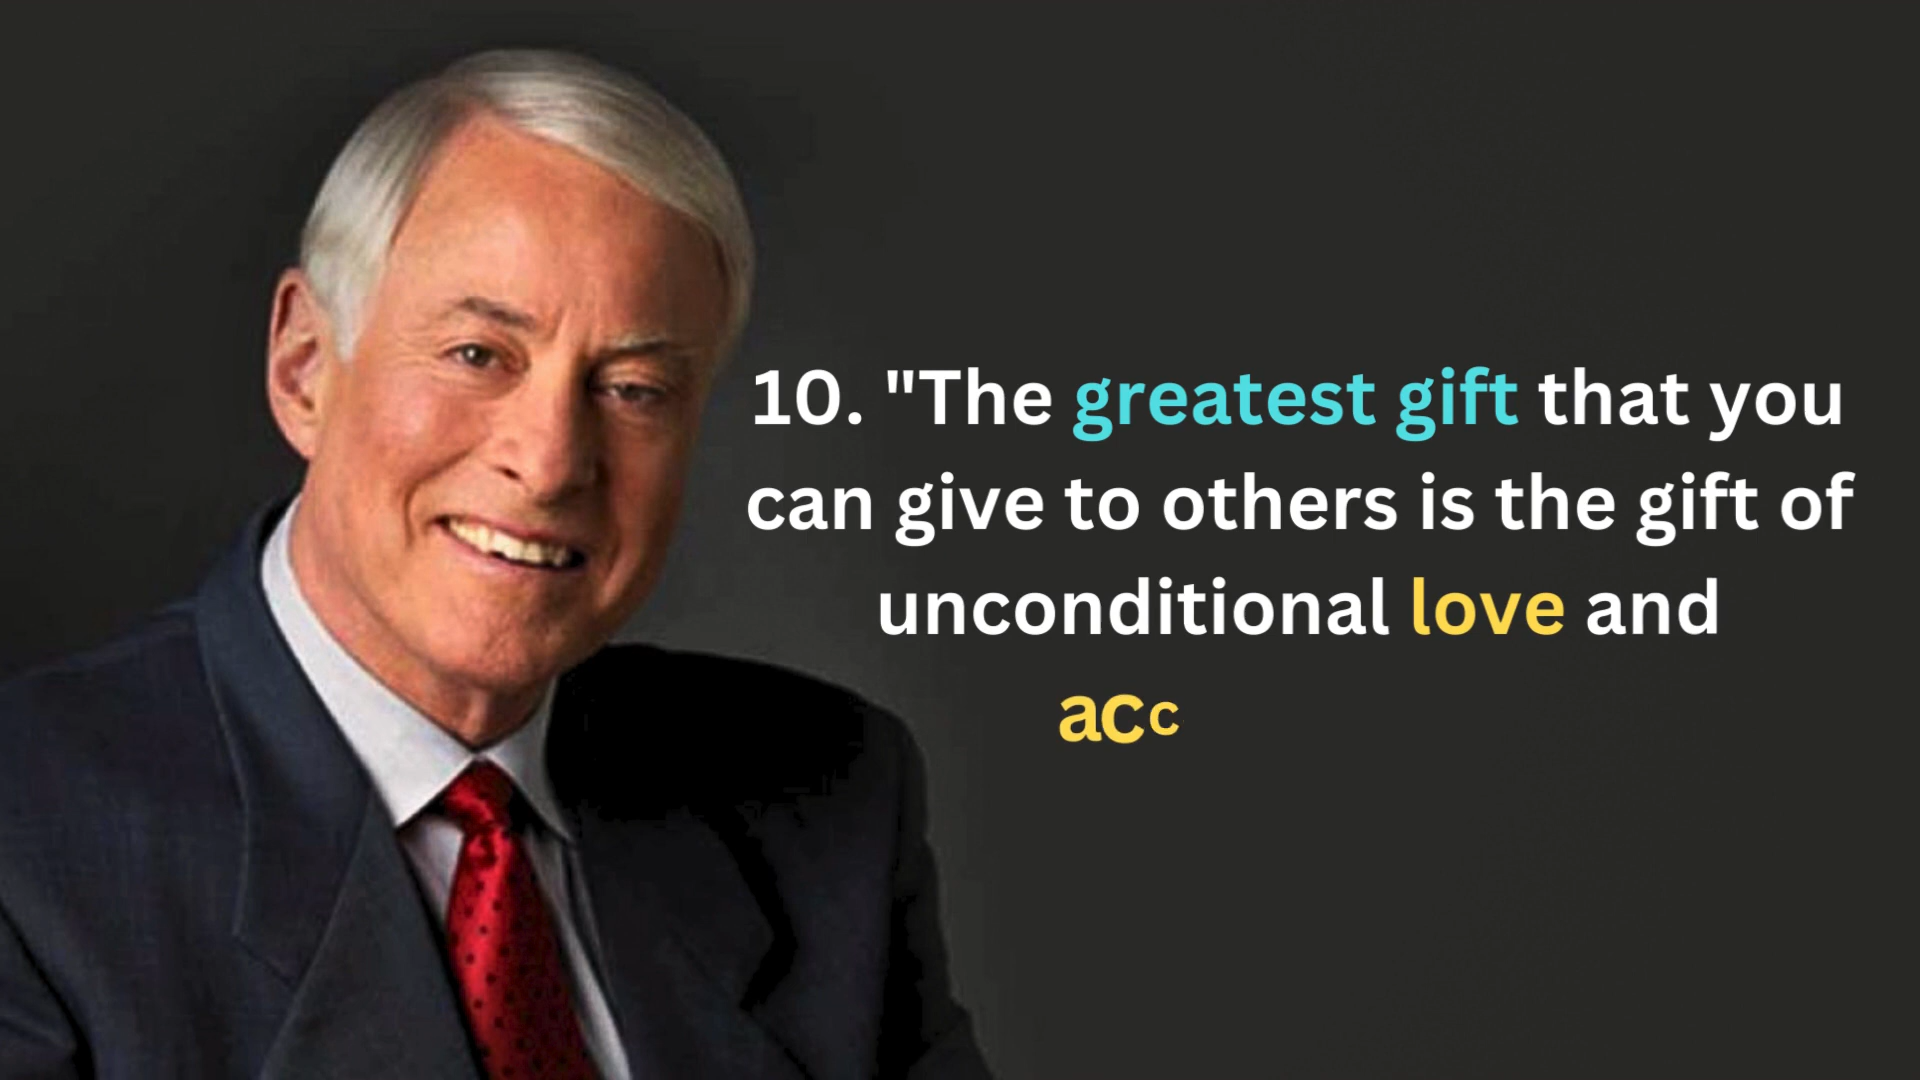 10. "The greatest gift that you
can give to others is the gift of
unconditional love and
acc